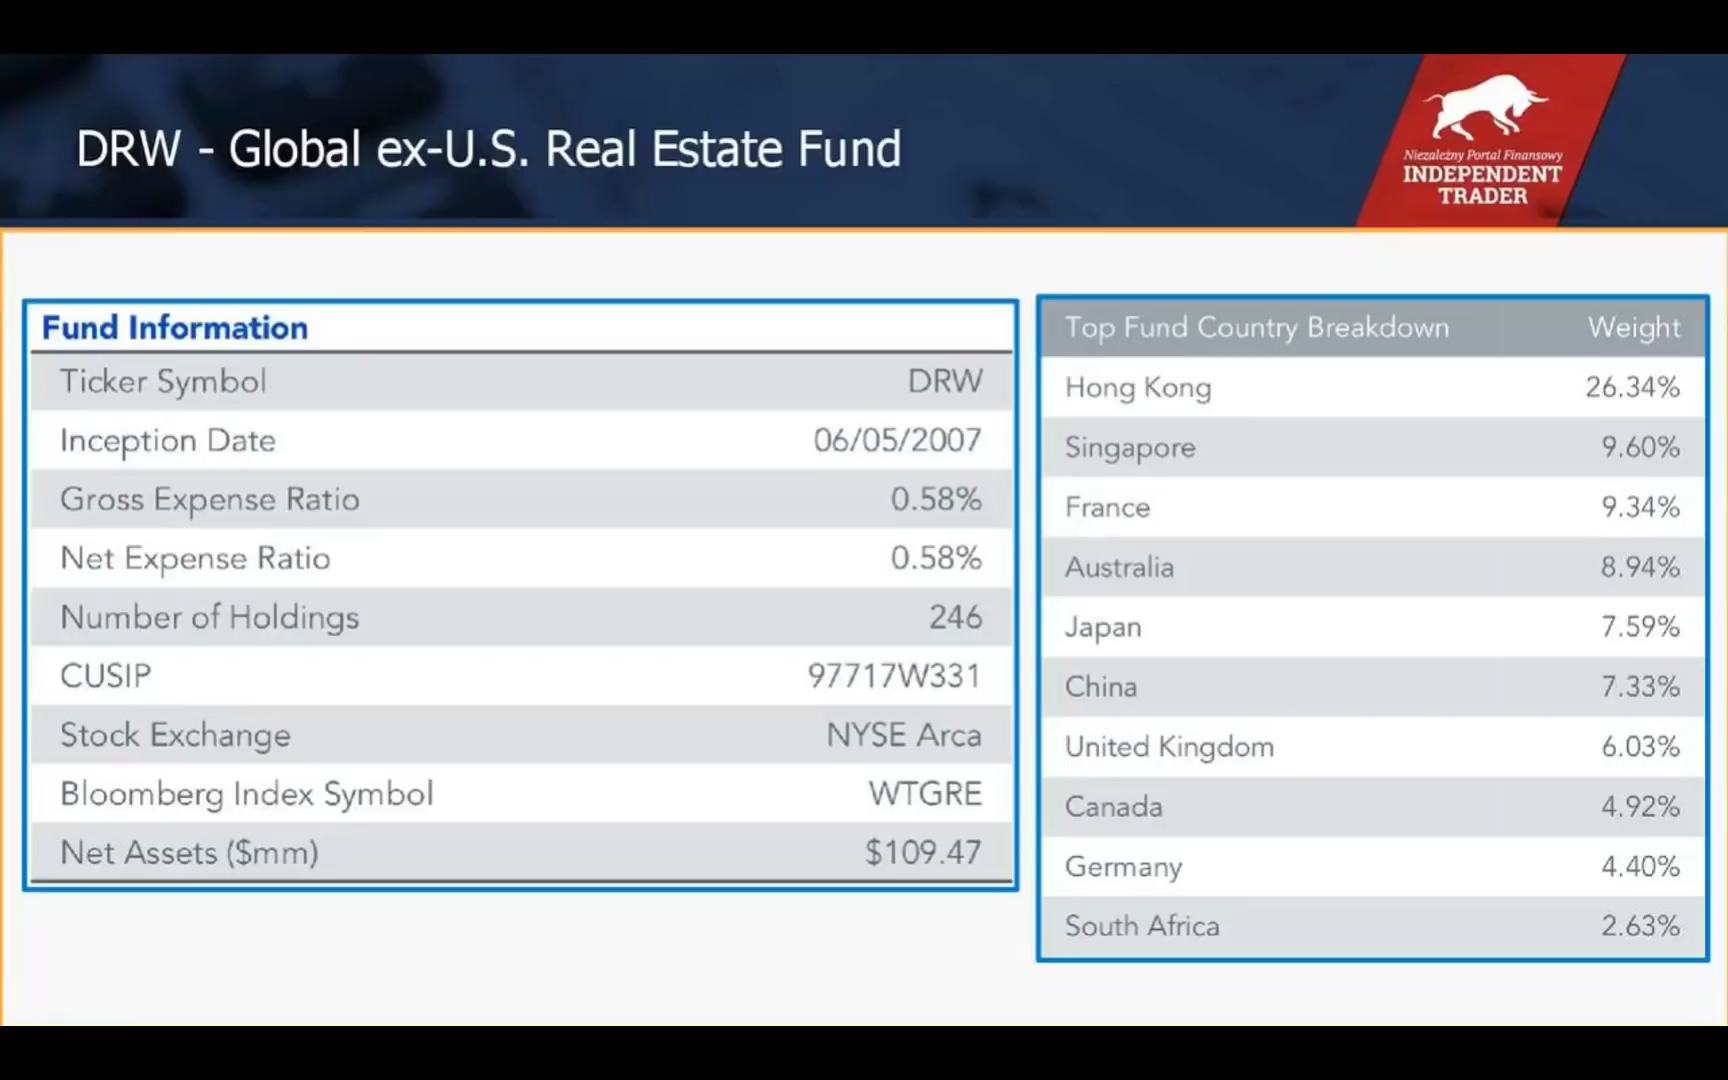 DRW - Global ex-U.S. Real Estate Fund
Niezależny Portal Finansowy
INDEPENDENT
TRADER
Fund Information
Ticker Symbol DRW
Inception Date 06/05/2007
Gross Expense Ratio 0.58%
Net Expense Ratio 0.58%
Number of Holdings 246
CUSIP 97717W331
Stock Exchange NYSE Arca
Bloomberg Index Symbol WTGRE
Net Assets ($mm) $109.47
Top Fund Country Breakdown Weight
Hong Kong 26.34%
Singapore 9.60%
France 9.34%
Australia 8.94%
Japan 7.59%
China 7.33%
United Kingdom 6.03%
Canada 4.92%
Germany 4.40%
South Africa 2.63%